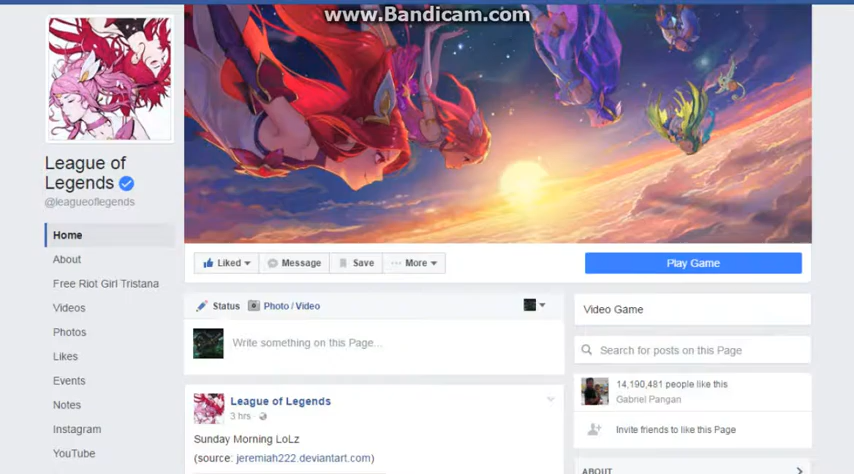 www.Bandicam.com
League of
Legends
@leagueoflegends
Home
About
Free Riot Girl Tristana
Videos
Photos
Likes
Events
Notes
Instagram
YouTube
Liked
Message
Save
More
Play Game
Status
Photo / Video
Write something on this Page...
League of Legends
3 hrs
Sunday Morning LoLz
(source: jeremiah222.deviantart.com)
Video Game
Search for posts on this Page
14,190,481 people like this
Gabriel Pangan
Invite friends to like this Page
ABOUT